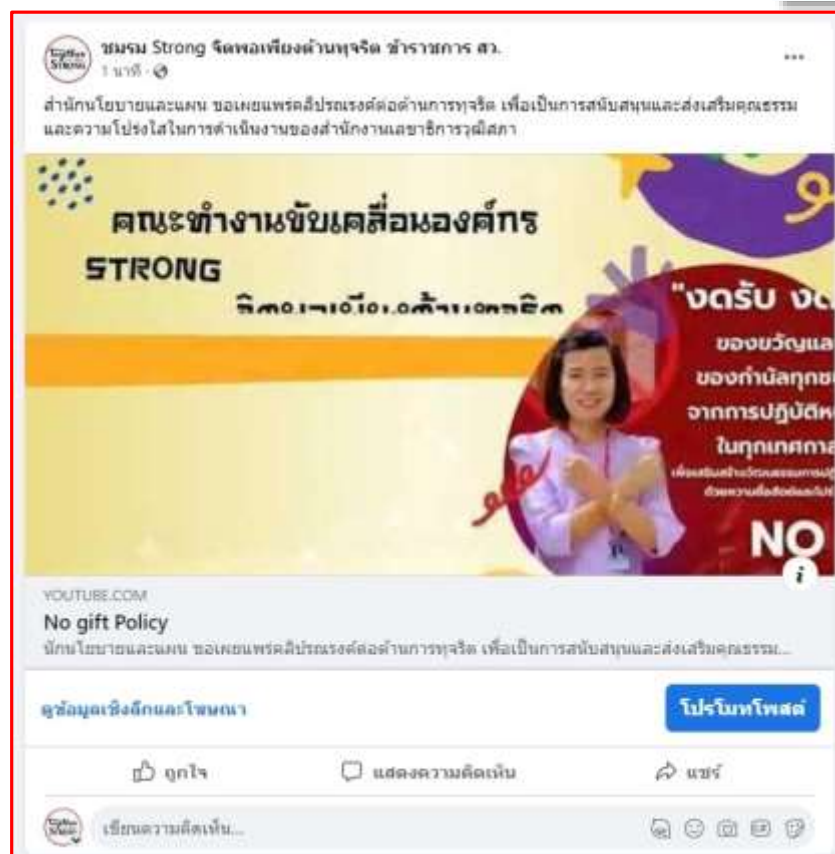 ชมรม Strong จิตพอเพียงต้านทุจริต ข้าราชการ สว.
1 นาที ·
สำนักนโยบายและแผน ขอเผยแพร่คลิปรณรงค์ต่อต้านการทุจริต เพื่อเป็นการสนับสนุนและส่งเสริมคุณธรรม
และความโปร่งใสในการดำเนินงานของสำนักงานเลขาธิการวุฒิสภา
คณะทำงานขับเคลื่อนองค์กร
STRONG
"งดรับ งด
ของขวัญแล
ของกำนัลทุกช
จากการปฏิบัติห
ในทุกเทศกา
NO
YOUTUBE.COM
No gift Policy
นักนโยบายและแผน ขอเผยแพร่คลิปรณรงค์ต่อต้านการทุจริต เพื่อเป็นการสนับสนุนและส่งเสริมคุณธรรม...
ดูข้อมูลเชิงลึกและโฆษณา
โปรโมทโพสต์
ถูกใจ
แสดงความคิดเห็น
แชร์
เขียนความคิดเห็น...